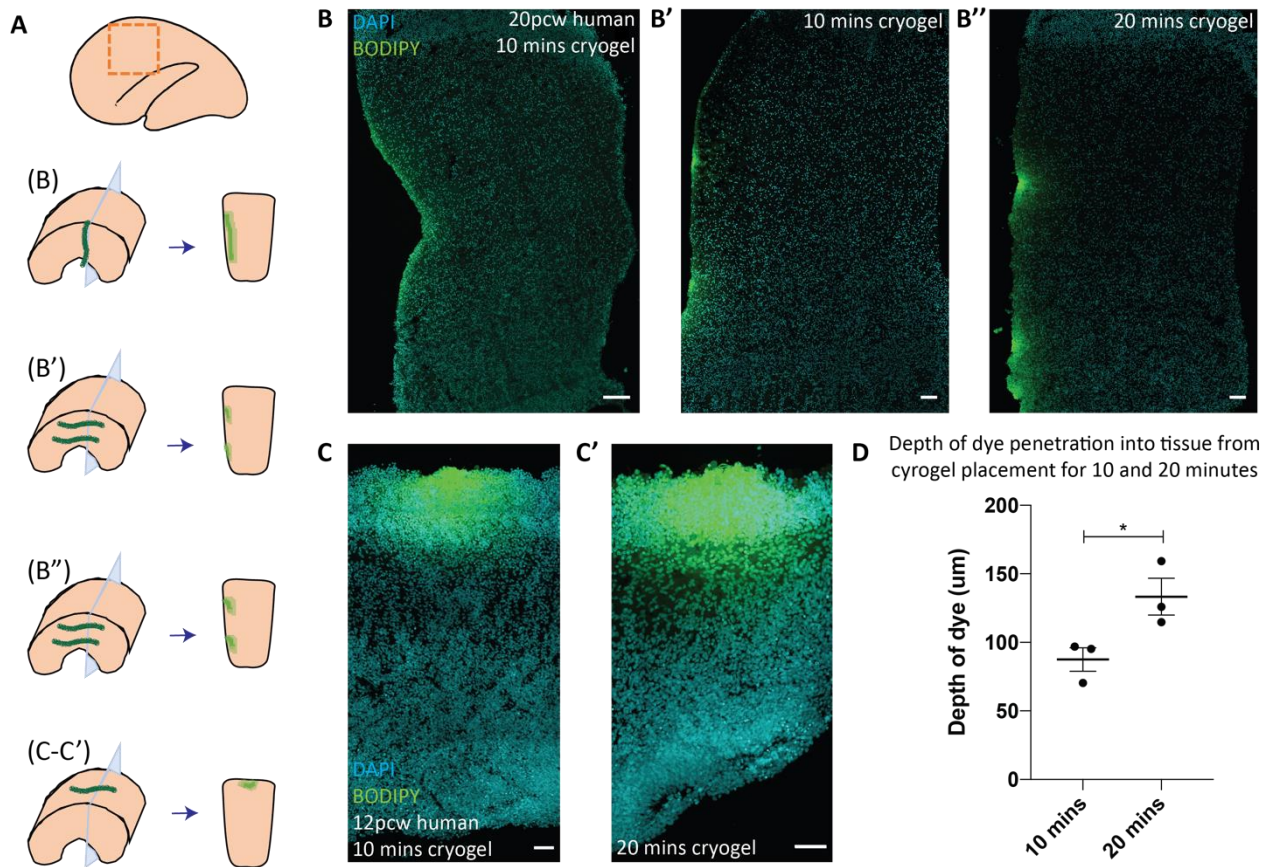 A
(B)
(B')
(B'')
(C-C')
B
DAPI
BODIPY
20pcw human
10 mins cryogel
B'
10 mins cryogel
B''
20 mins cryogel
C
DAPI
BODIPY
12pcw human
10 mins cryogel
C'
20 mins cryogel
D
Depth of dye penetration into tissue from
cyrogel placement for 10 and 20 minutes
Depth of dye (um)
200
150
100
50
0
*
10 mins
20 mins